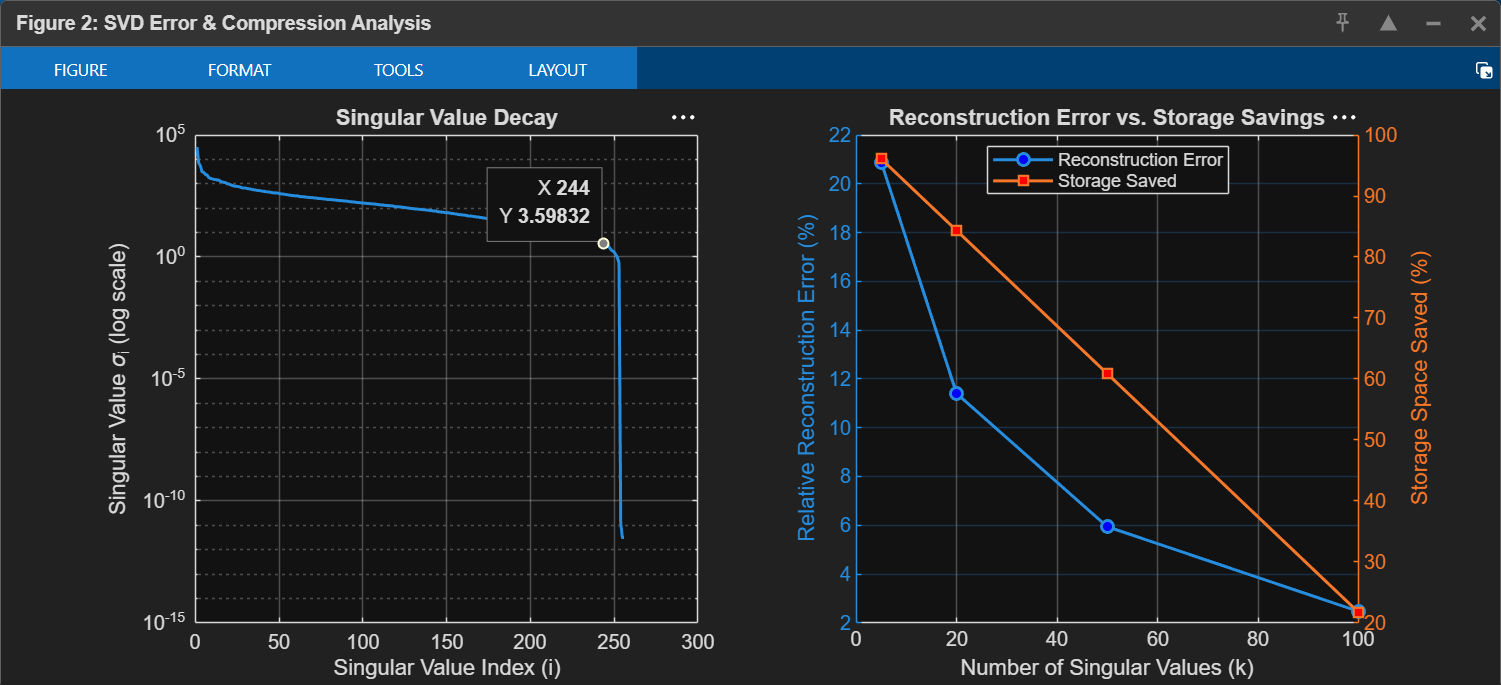 Figure 2: SVD Error & Compression Analysis
FIGURE FORMAT TOOLS LAYOUT
Singular Value Decay
10^5
10^0
10^-5
10^-10
10^-15
Singular Value σi (log scale)
X 244
Y 3.59832
0 50 100 150 200 250 300
Singular Value Index (i)
Reconstruction Error vs. Storage Savings
Reconstruction Error
Storage Saved
22
20
18
16
14
12
10
8
6
4
2
Relative Reconstruction Error (%)
100
90
80
70
60
50
40
30
20
Storage Space Saved (%)
0 20 40 60 80 100
Number of Singular Values (k)